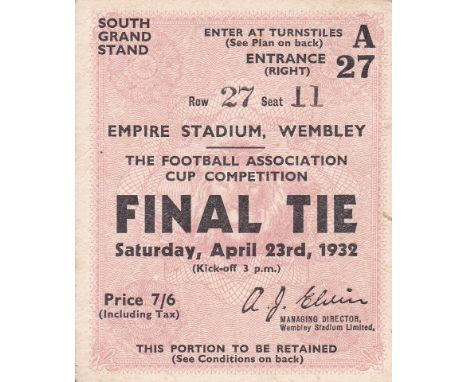 SOUTH
GRAND
STAND
ENTER AT TURNSTILES
(See Plan on back)
A
ENTRANCE
(RIGHT)
27
Row 27 Seat 11
EMPIRE STADIUM, WEMBLEY
THE FOOTBALL ASSOCIATION
CUP COMPETITION
FINAL TIE
Saturday, April 23rd, 1932
(Kick-off 3 p.m.)
Price 7/6
(Including Tax)
A. J. Elvin
MANAGING DIRECTOR,
Wembley Stadium Limited.
THIS PORTION TO BE RETAINED
(See Conditions on back)